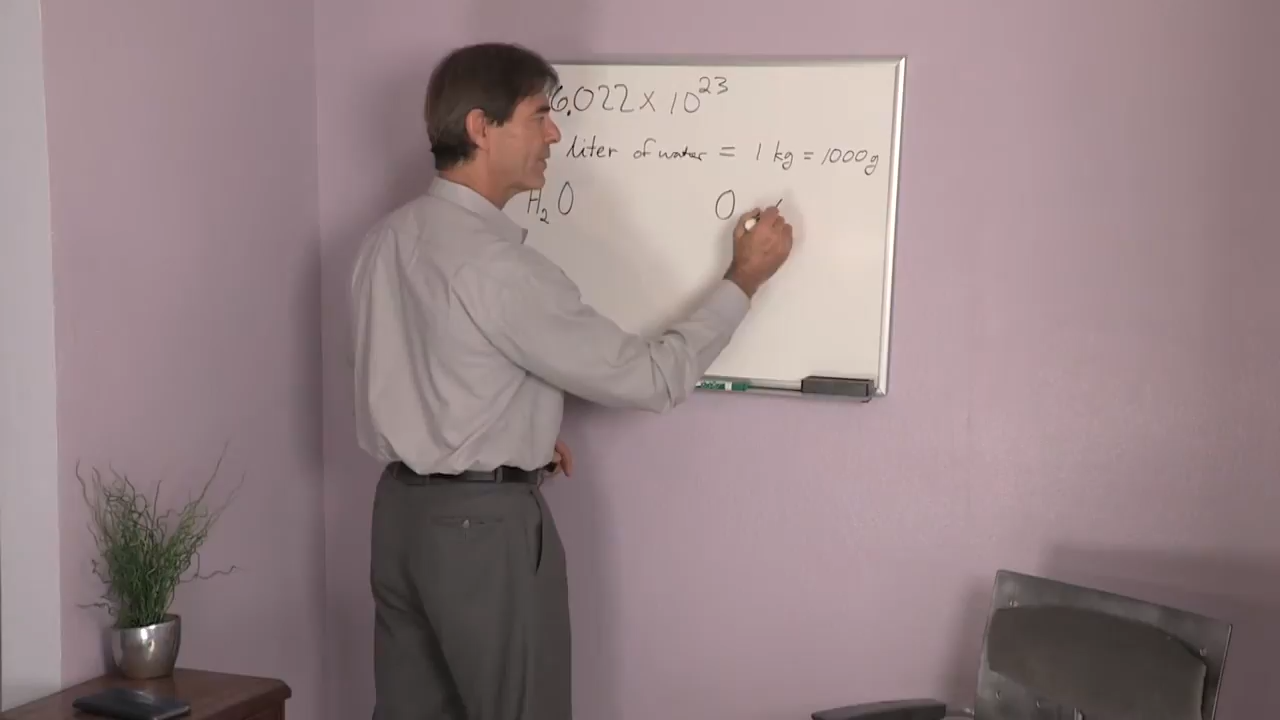 6.022 x 10^23
liter of water = 1 kg = 1000g
H₂O O